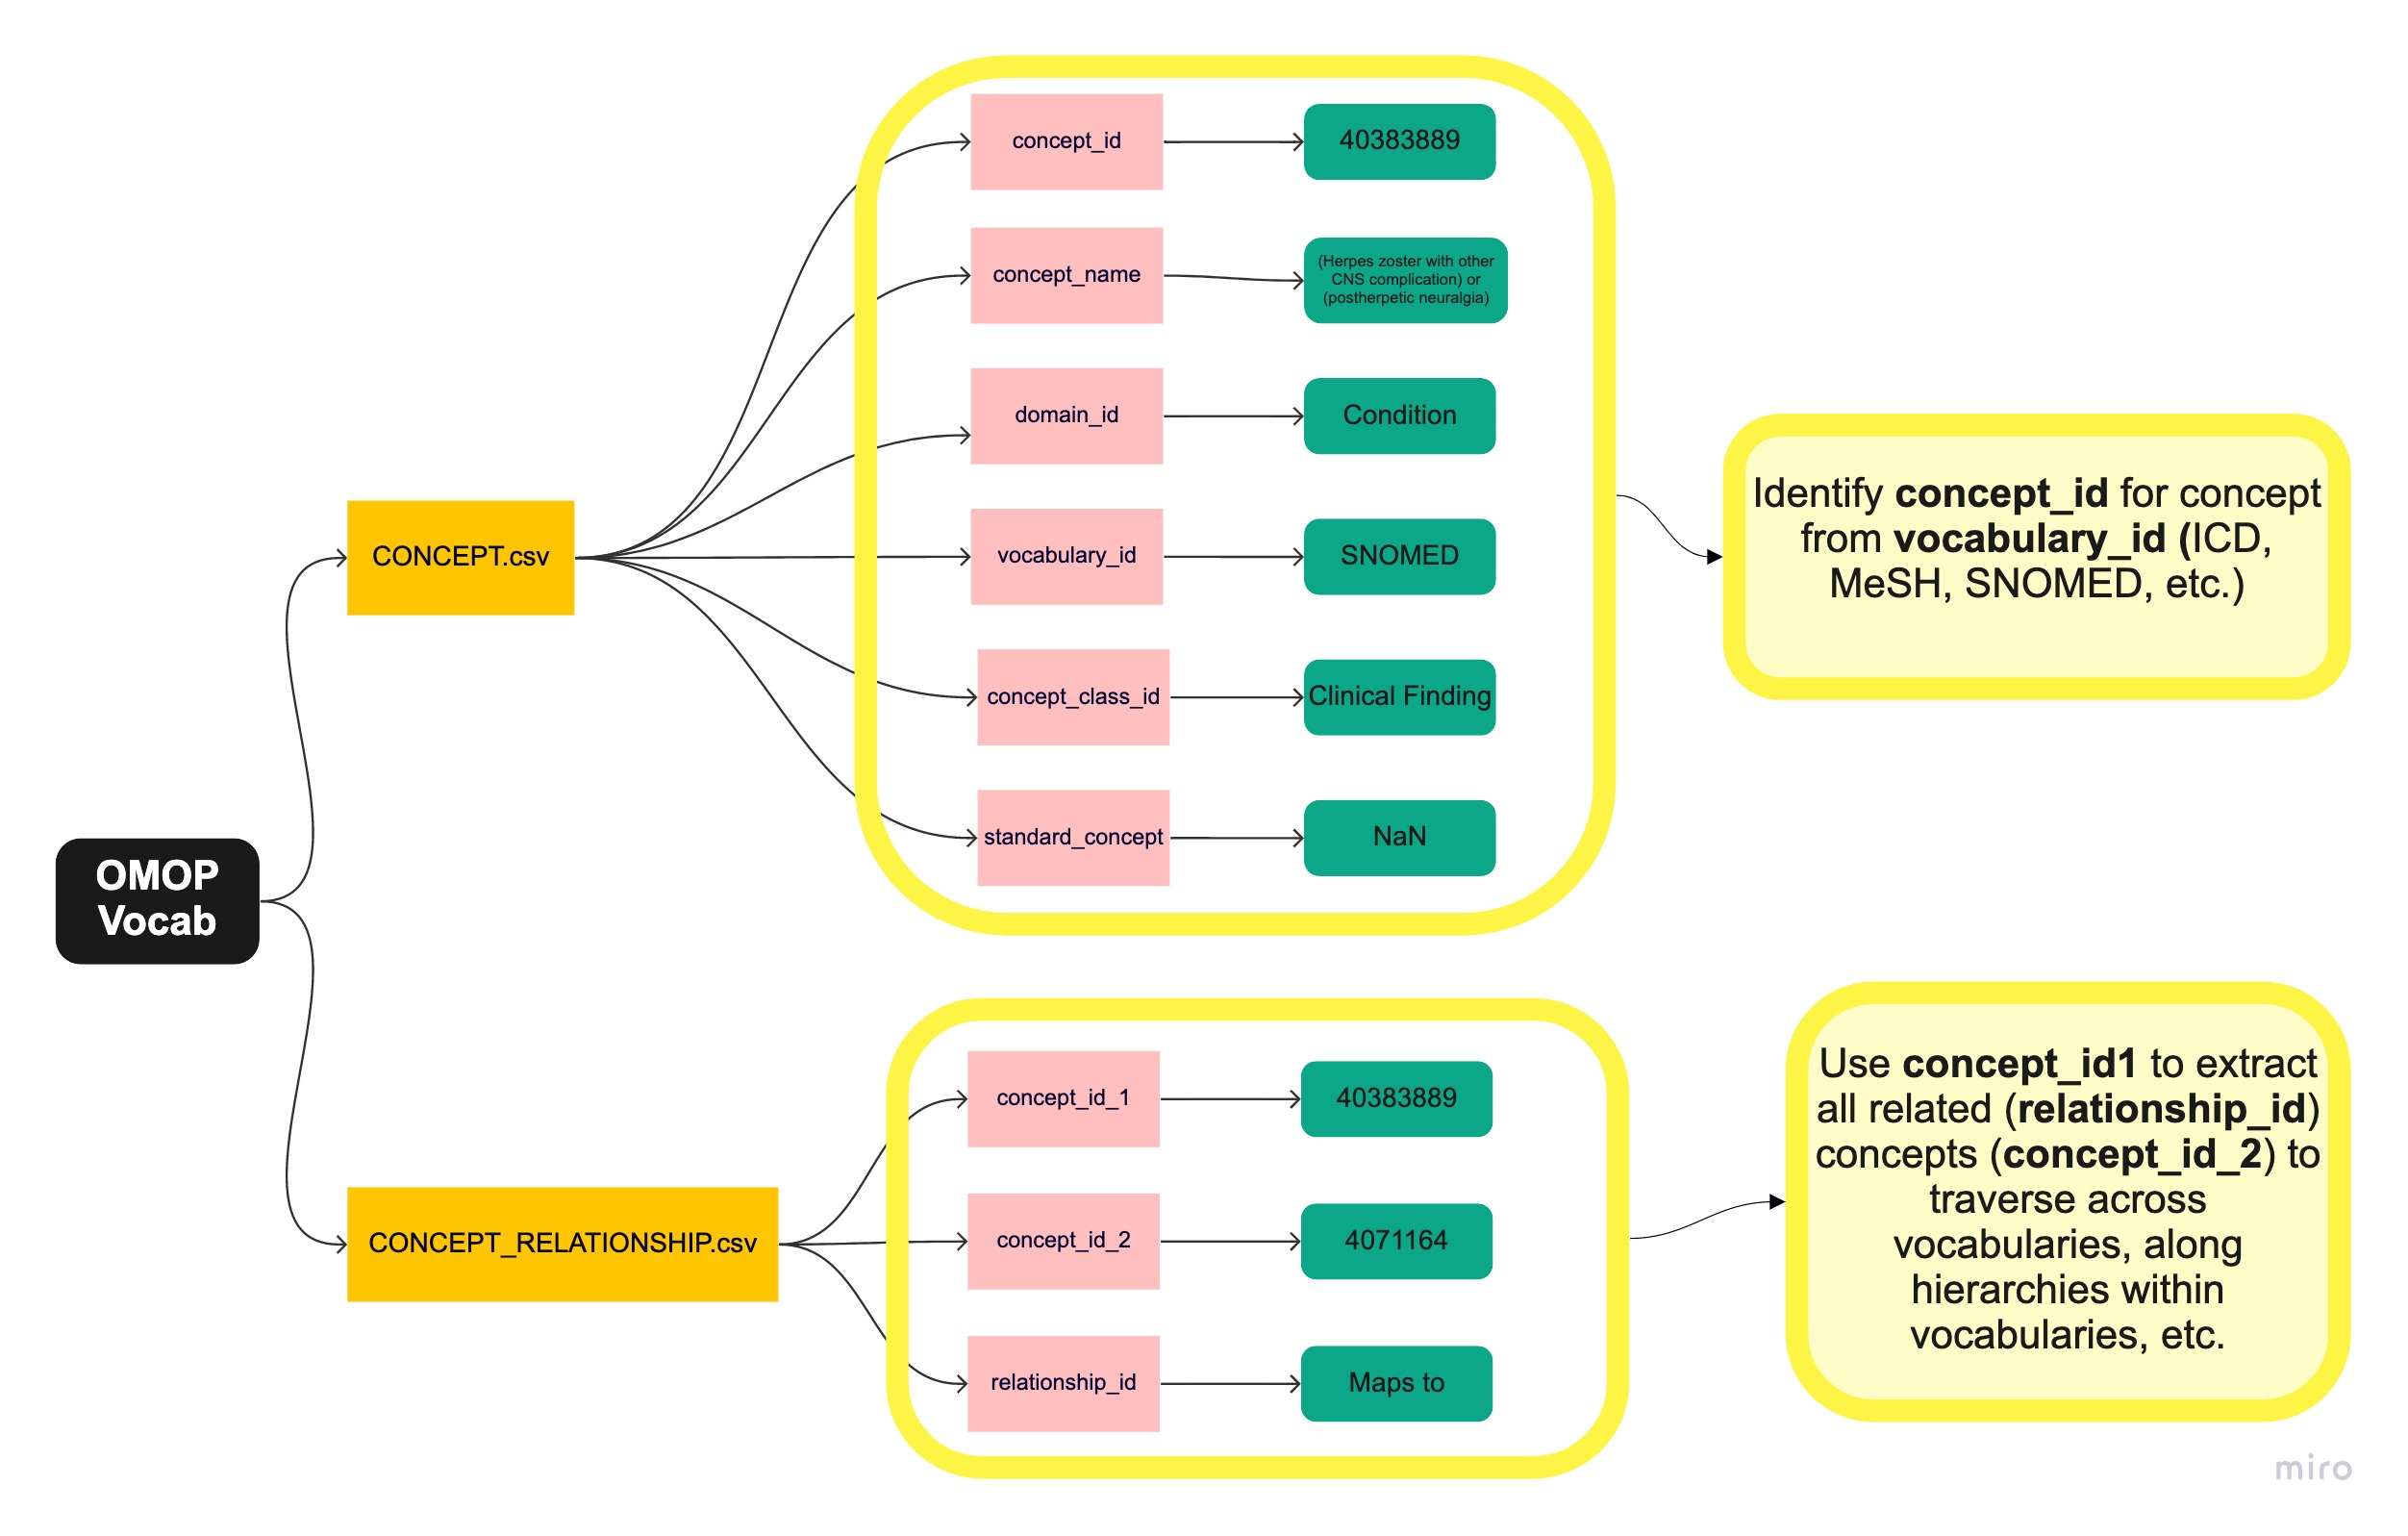 concept_id
40383889
concept_name
(Herpes zoster with other
CNS complication) or
(postherpetic neuralgia)
domain_id
Condition
Identify concept_id for concept
from vocabulary_id (ICD,
MeSH, SNOMED, etc.)
CONCEPT.csv
vocabulary_id
SNOMED
concept_class_id
Clinical Finding
standard_concept
NaN
OMOP
Vocab
concept_id_1
40383889
Use concept_id1 to extract
all related (relationship_id)
concepts (concept_id_2) to
traverse across
vocabularies, along
hierarchies within
vocabularies, etc.
CONCEPT_RELATIONSHIP.csv
concept_id_2
4071164
relationship_id
Maps to
miro